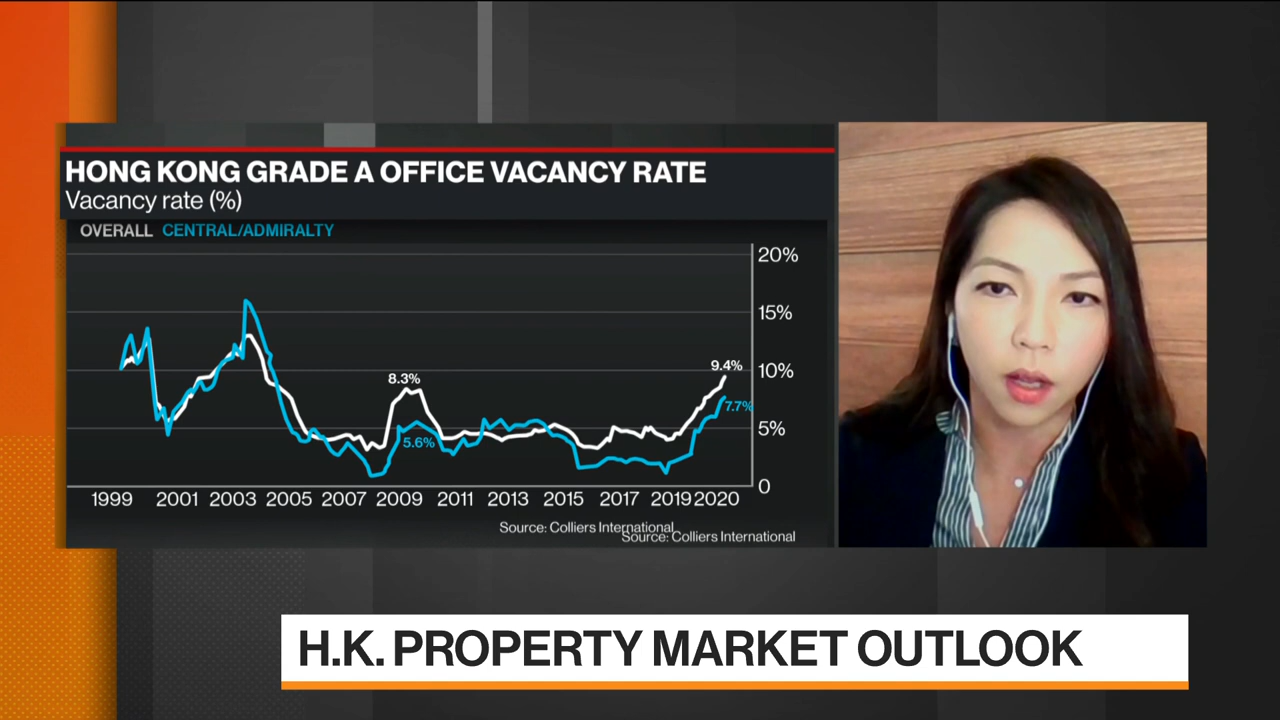 HONG KONG GRADE A OFFICE VACANCY RATE
Vacancy rate (%)
OVERALL CENTRAL/ADMIRALTY
20%
15%
9.4%
8.3%
10%
7.7%
5.6%
5%
0
1999 2001 2003 2005 2007 2009 2011 2013 2015 2017 2019 2020
Source: Colliers International
Source: Colliers International
H.K. PROPERTY MARKET OUTLOOK